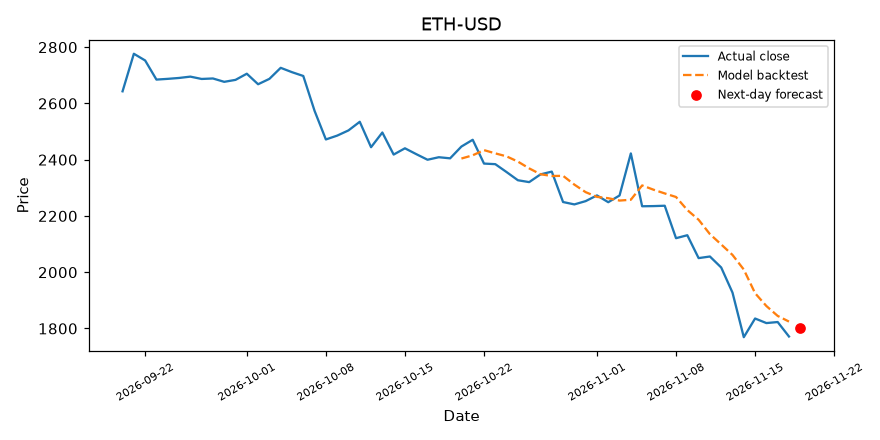 ETH-USD
Actual close
Model backtest
Next-day forecast
Price
2800
2600
2400
2200
2000
1800
2026-09-22
2026-10-01
2026-10-08
2026-10-15
2026-10-22
2026-11-01
2026-11-08
2026-11-15
2026-11-22
Date